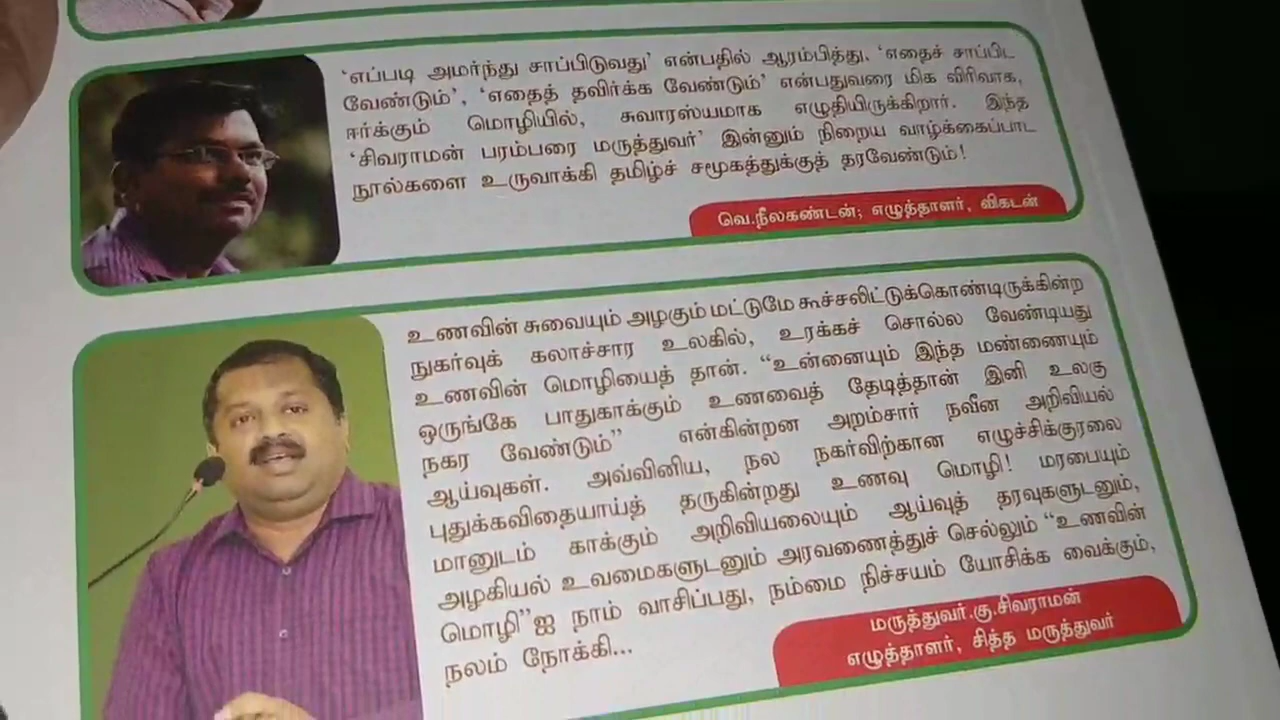 ‘எப்படி அமர்ந்து சாப்பிடுவது’ என்பதில் ஆரம்பித்து, ‘எதைச் சாப்பிட
வேண்டும்’, ‘எதைத் தவிர்க்க வேண்டும்’ என்பதுவரை மிக விரிவாக,
ஈர்க்கும் மொழியில், சுவாரஸ்யமாக எழுதியிருக்கிறார். இந்த
‘சிவராமன் பரம்பரை மருத்துவர்’ இன்னும் நிறைய வாழ்க்கைப்பாட
நூல்களை உருவாக்கி தமிழ்ச் சமூகத்துக்குத் தரவேண்டும்!
வெ.நீலகண்டன்; எழுத்தாளர், விகடன்
உணவின் சுவையும் அழகும் மட்டுமே கூச்சலிட்டுக்கொண்டிருக்கின்ற
நுகர்வுக் கலாச்சார உலகில், உரக்கச் சொல்ல வேண்டியது
உணவின் மொழியைத் தான். “உன்னையும் இந்த மண்ணையும்
ஒருங்கே பாதுகாக்கும் உணவைத் தேடித்தான் இனி உலகு
நகர வேண்டும்” என்கின்றன அறம்சார் நவீன அறிவியல்
ஆய்வுகள். அவ்வினிய, நல நகர்விற்கான எழுச்சிக்குரலை
புதுக்கவிதையாய்த் தருகின்றது உணவு மொழி! மரபையும்
மானுடம் காக்கும் அறிவியலையும் ஆய்வுத் தரவுகளுடனும்,
அழகியல் உவமைகளுடனும் அரவணைத்துச் செல்லும் “உணவின்
மொழி”ஐ நாம் வாசிப்பது, நம்மை நிச்சயம் யோசிக்க வைக்கும்,
நலம் நோக்கி...
மருத்துவர்.கு.சிவராமன்
எழுத்தாளர், சித்த மருத்துவர்